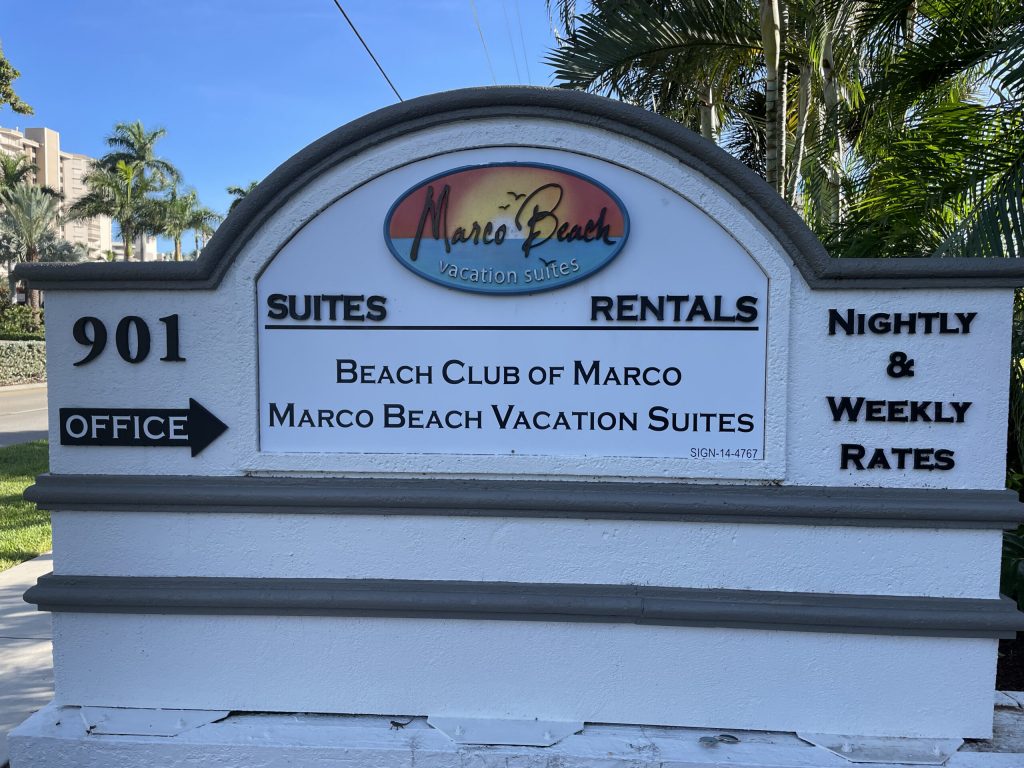 Marco Beach
vacation suites
SUITES RENTALS
BEACH CLUB OF MARCO
MARCO BEACH VACATION SUITES
SIGN-14-4767
901
OFFICE
NIGHTLY
&
WEEKLY
RATES